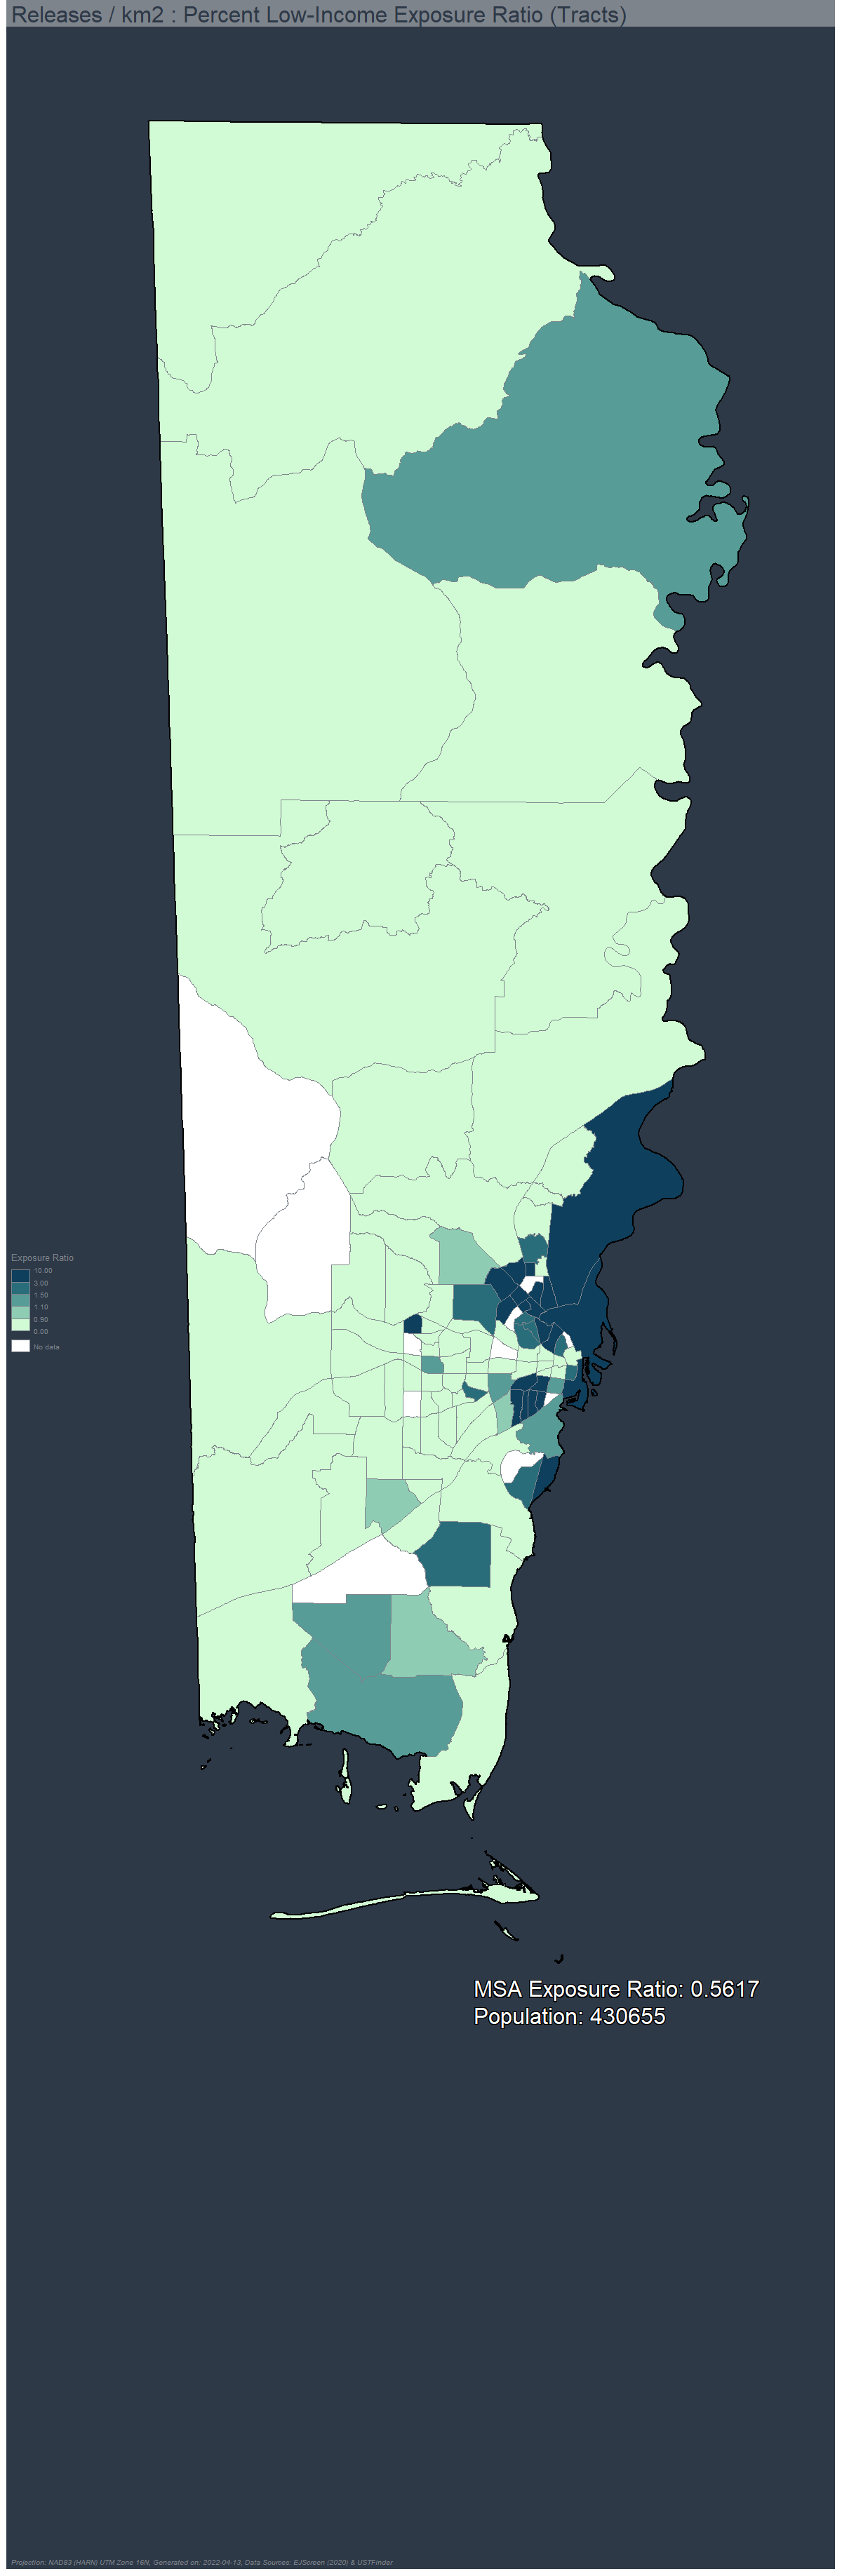 Releases / km2 : Percent Low-Income Exposure Ratio (Tracts)
Exposure Ratio
10.00
3.00
1.50
1.10
0.90
0.00
No data
MSA Exposure Ratio: 0.5617
Population: 430655
Projection: NAD83 (HARN) UTM Zone 16N, Generated on: 2022-04-13, Data Sources: EJScreen (2020) & USTFinder